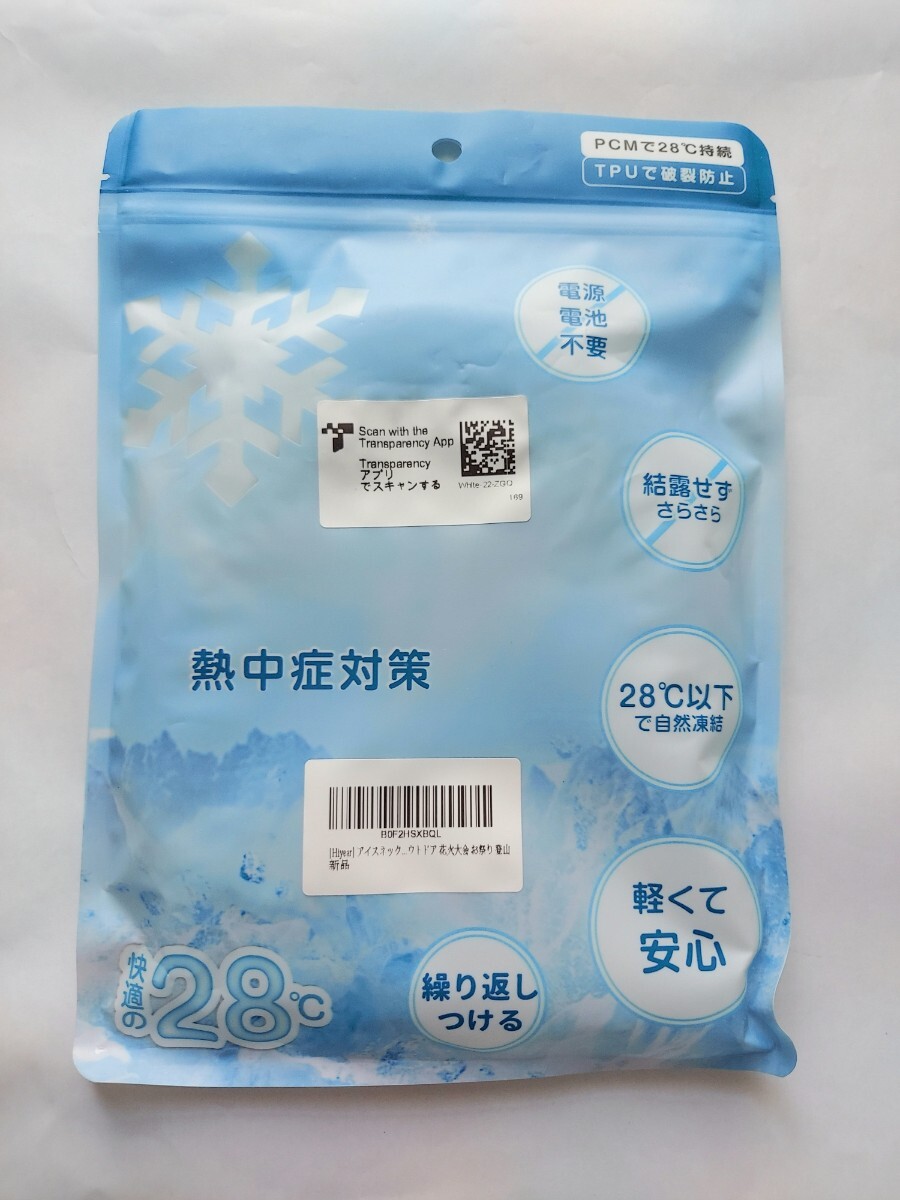 PCMで28℃持続
TPUで破裂防止
電源
電池
不要
Scan with the
Transparency App
Transparency
アプリ
でスキャンする
White-22-ZGQ
169
結露せず
さらさら
熱中症対策
28℃以下
で自然凍結
B0F2HSXBQL
[Hiyear] アイスネック...ウトドア 花火大会 お祭り 登山
新品
軽くて
安心
快適の
28℃
繰り返し
つける